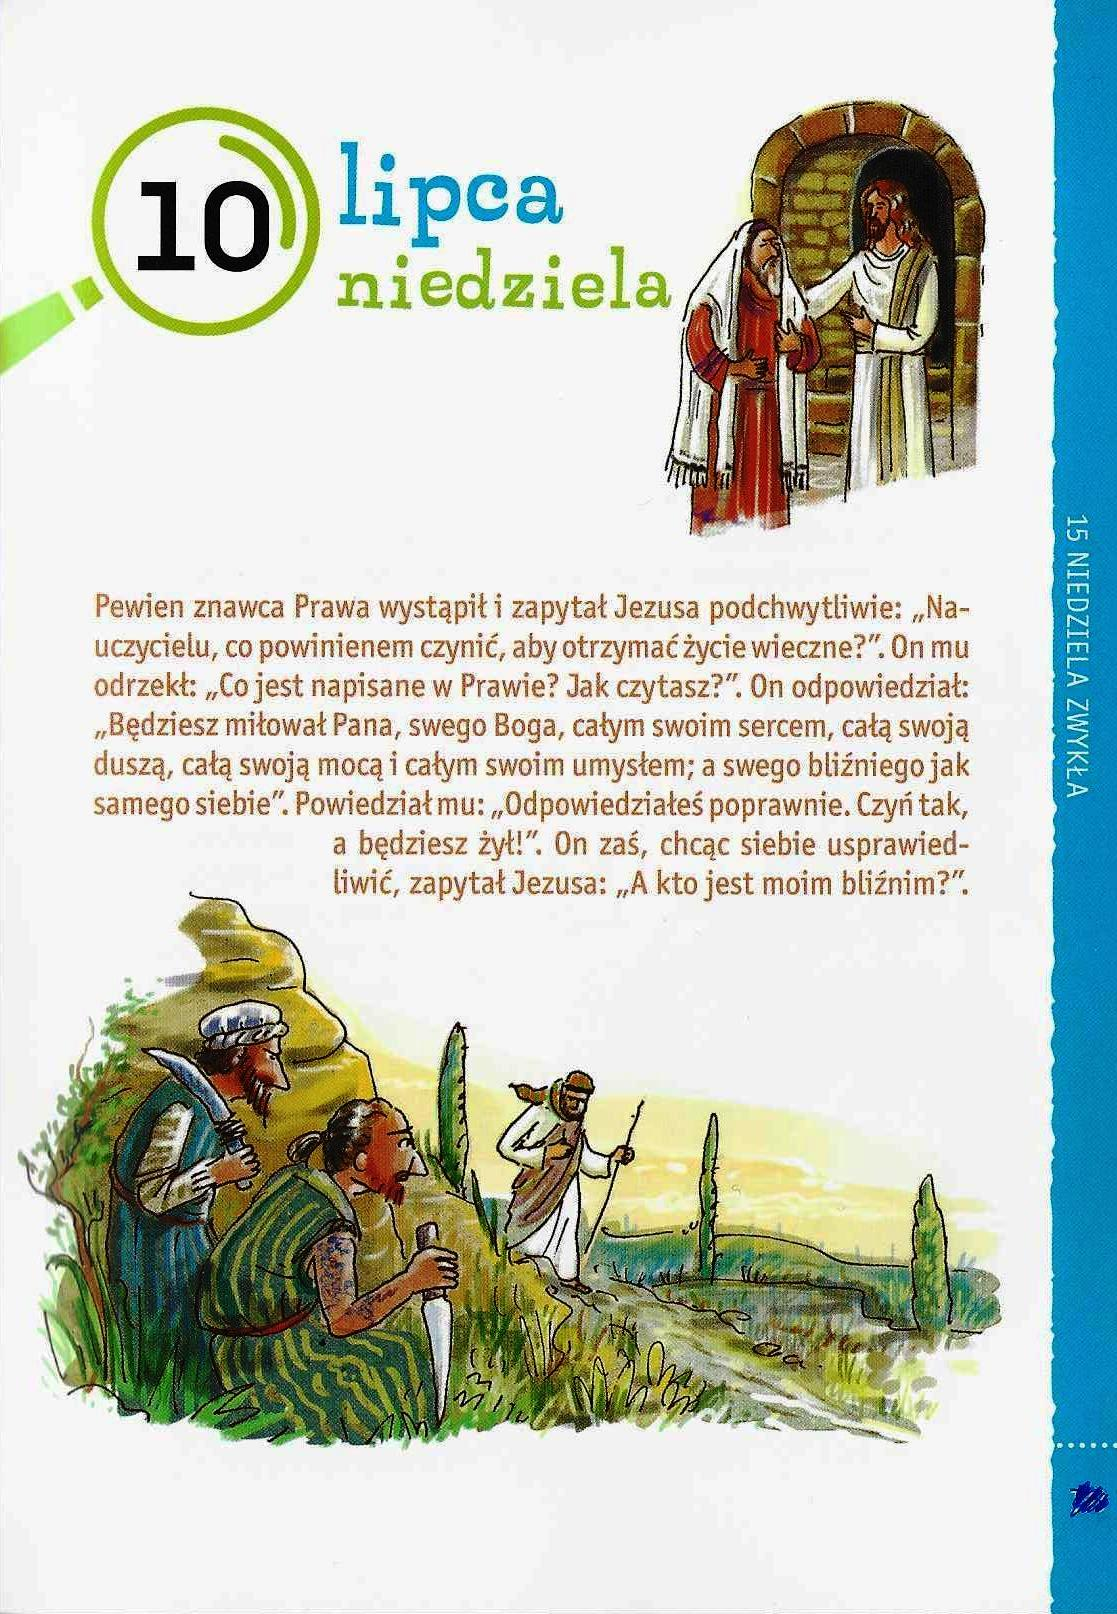 10
lipca
niedziela
Pewien znawca Prawa wystąpił i zapytał Jezusa podchwytliwie: „Na-
uczycielu, co powinienem czynić, aby otrzymać życie wieczne?”. On mu
odrzekł: „Co jest napisane w Prawie? Jak czytasz?”. On odpowiedział:
„Będziesz miłował Pana, swego Boga, całym swoim sercem, całą swoją
duszą, całą swoją mocą i całym swoim umysłem; a swego bliźniego jak
samego siebie”. Powiedział mu: „Odpowiedziałeś poprawnie. Czyń tak,
a będziesz żył!”. On zaś, chcąc siebie usprawied-
liwić, zapytał Jezusa: „A kto jest moim bliźnim?”.
15 NIEDZIELA ZWYKŁA